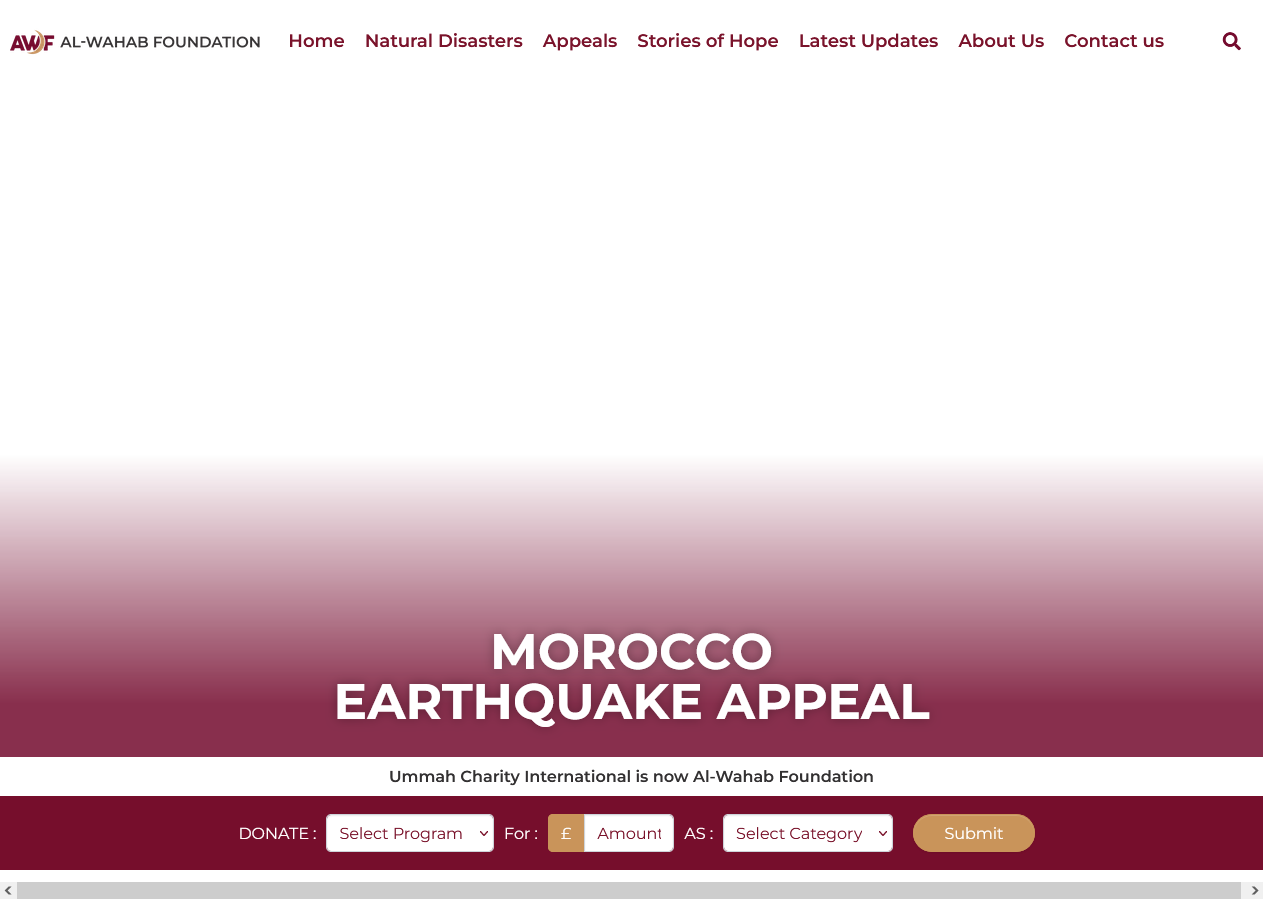 AWF AL-WAHAB FOUNDATION Home Natural Disasters Appeals Stories of Hope Latest Updates About Us Contact us
MOROCCO
EARTHQUAKE APPEAL
Ummah Charity International is now Al-Wahab Foundation
DONATE : Select Program For : £ Amount AS : Select Category Submit